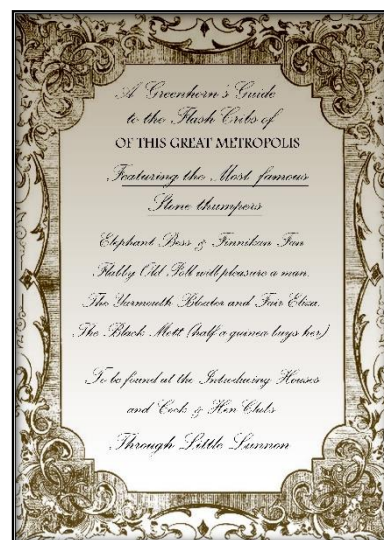 A Greenhorn's Guide
to the Flash Cribs of
OF THIS GREAT METROPOLIS
Featuring the Most famous
Stone thumpers
Elephant Bess & Finnikan Fan
Flabby Old Poll will pleasure a man.
The Yarmouth Bloater and Fair Eliza.
The Black Mott (half a guinea buys her)
To be found at the Introducing Houses
and Cock & Hen Clubs
Through Little Lunnon